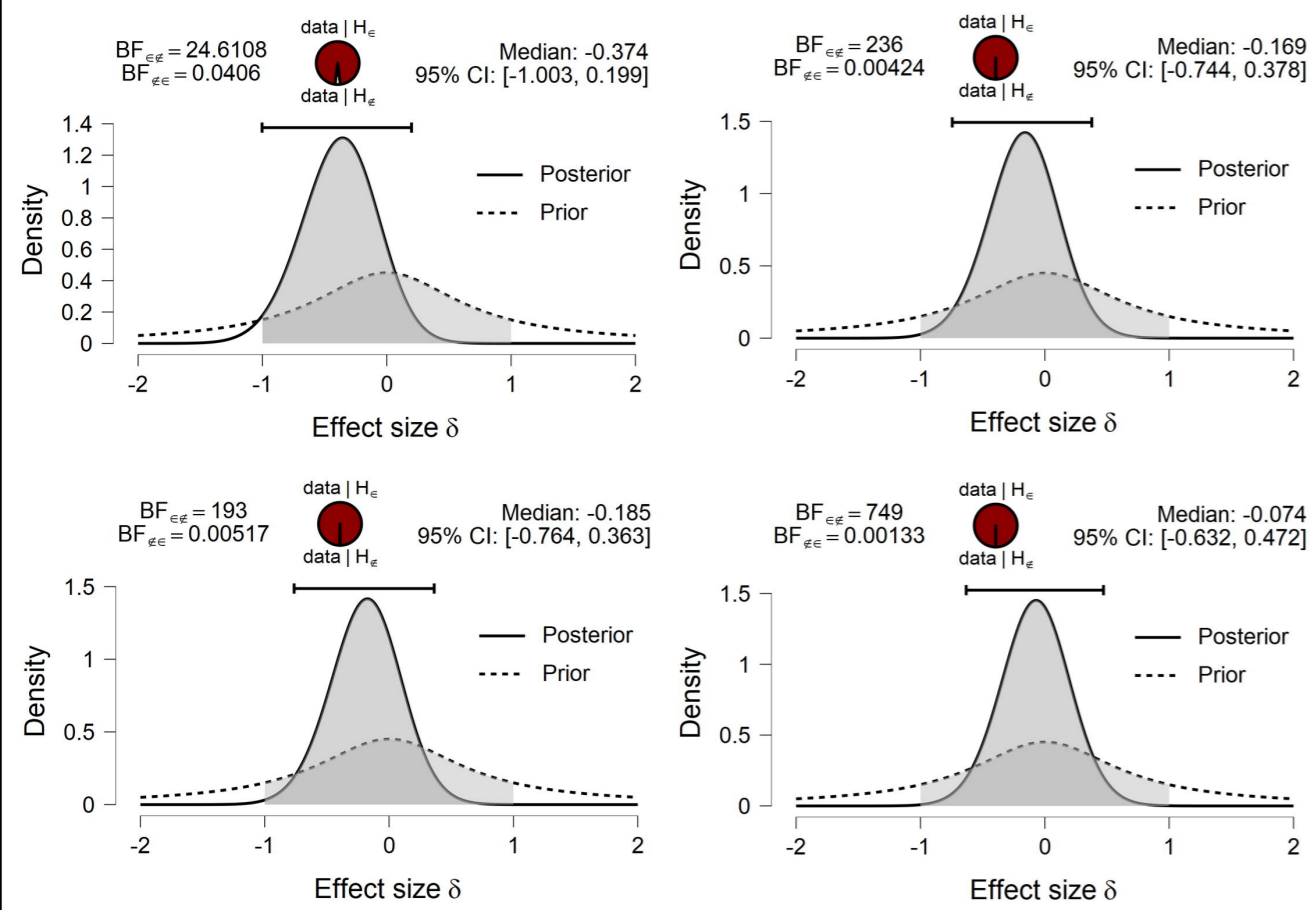 data | H∈
BF∈∉ = 24.6108
BF∉∈ = 0.0406
data | H∉
Median: -0.374
95% CI: [-1.003, 0.199]
1.4
1.2
1
0.8
0.6
0.4
0.2
0
Density
Posterior
Prior
-2 -1 0 1 2
Effect size δ
data | H∈
BF∈∉ = 236
BF∉∈ = 0.00424
data | H∉
Median: -0.169
95% CI: [-0.744, 0.378]
1.5
1
0.5
0
Density
Posterior
Prior
-2 -1 0 1 2
Effect size δ
data | H∈
BF∈∉ = 193
BF∉∈ = 0.00517
data | H∉
Median: -0.185
95% CI: [-0.764, 0.363]
1.5
1
0.5
0
Density
Posterior
Prior
-2 -1 0 1 2
Effect size δ
data | H∈
BF∈∉ = 749
BF∉∈ = 0.00133
data | H∉
Median: -0.074
95% CI: [-0.632, 0.472]
1.5
1
0.5
0
Density
Posterior
Prior
-2 -1 0 1 2
Effect size δ